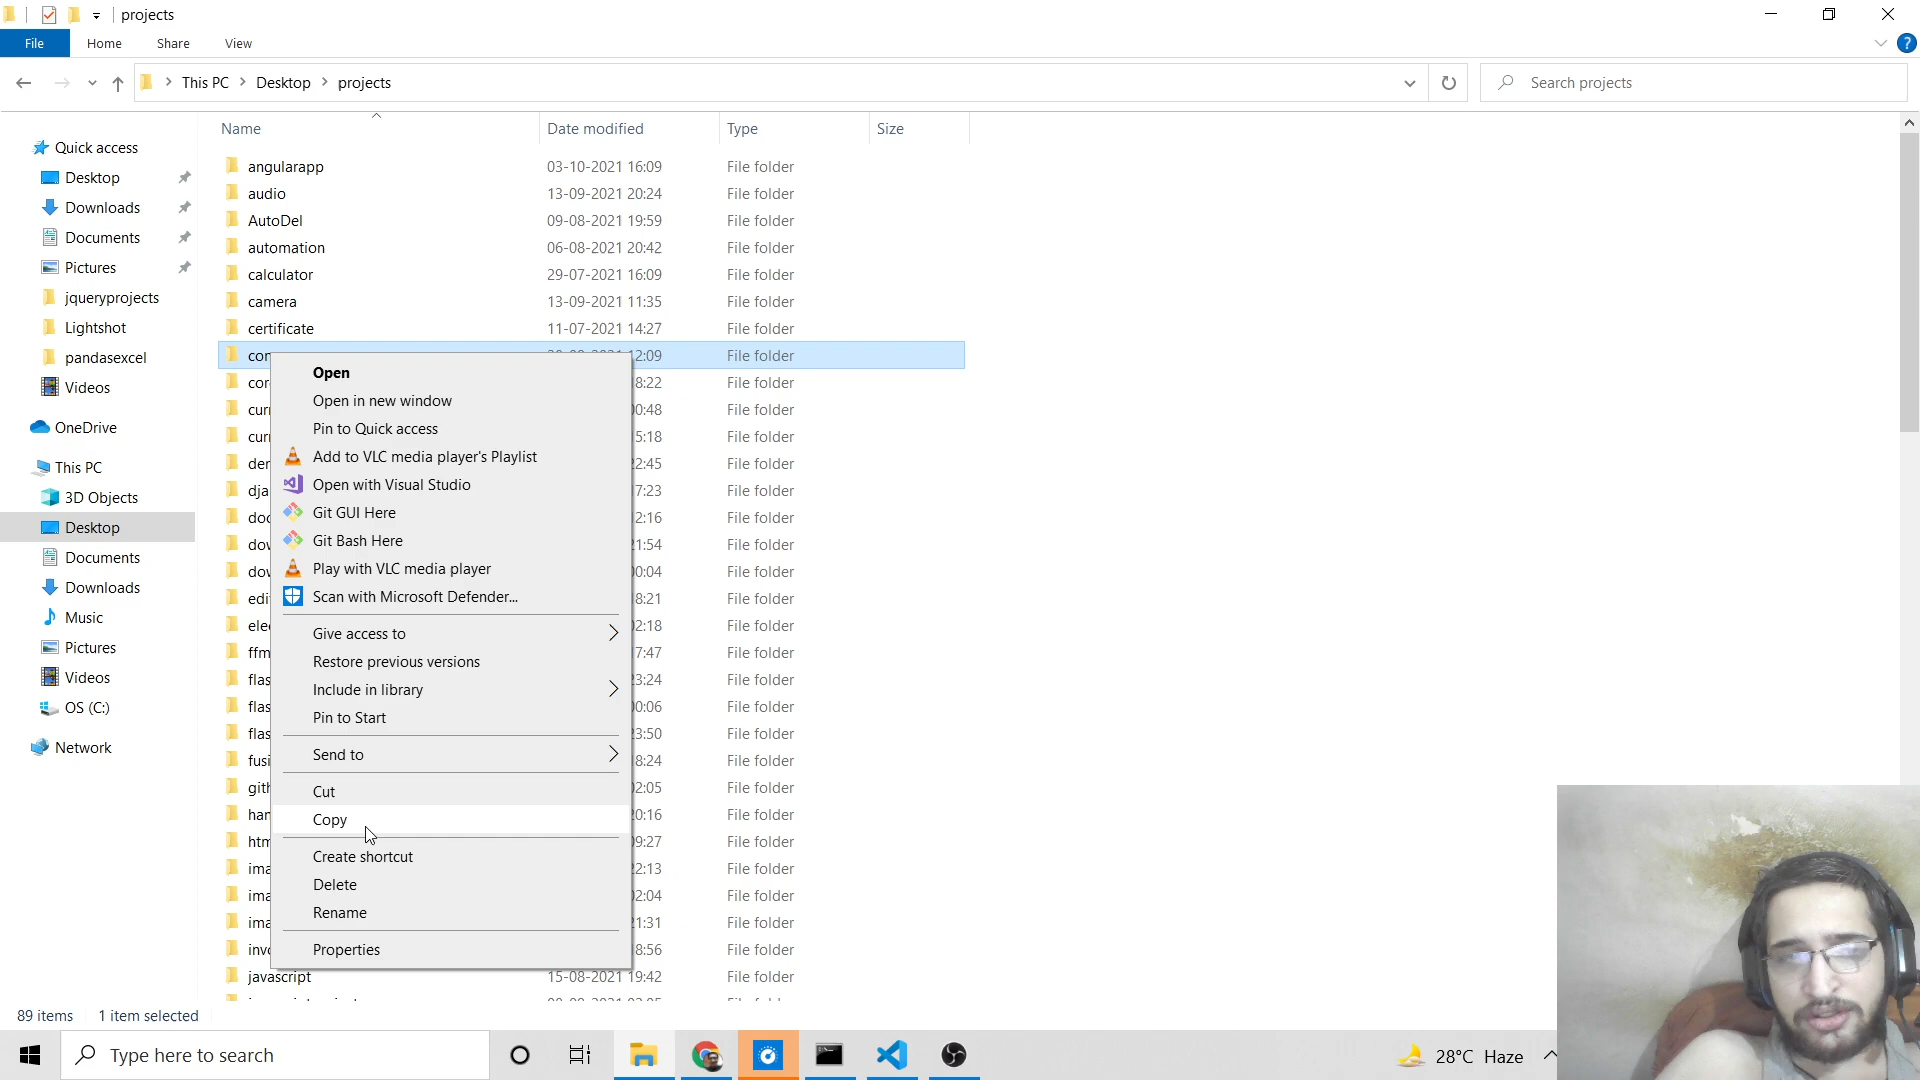 projects
File Home Share View
This PC Desktop projects Search projects
Name Date modified Type Size
Quick access
Desktop
Downloads
Documents
Pictures
jqueryprojects
Lightshot
pandasexcel
Videos
OneDrive
This PC
3D Objects
Desktop
Documents
Downloads
Music
Pictures
Videos
OS (C:)
Network
angularapp 03-10-2021 16:09 File folder
audio 13-09-2021 20:24 File folder
AutoDel 09-08-2021 19:59 File folder
automation 06-08-2021 20:42 File folder
calculator 29-07-2021 16:09 File folder
camera 13-09-2021 11:35 File folder
certificate 11-07-2021 14:27 File folder
File folder
8:22 File folder
0:48 File folder
5:18 File folder
2:45 File folder
7:23 File folder
2:16 File folder
1:54 File folder
0:04 File folder
8:21 File folder
2:18 File folder
7:47 File folder
3:24 File folder
0:06 File folder
3:50 File folder
8:24 File folder
2:05 File folder
0:16 File folder
9:27 File folder
2:13 File folder
2:04 File folder
1:31 File folder
8:56 File folder
javascript 15-08-2021 19:42 File folder
Open
Open in new window
Pin to Quick access
Add to VLC media player's Playlist
Open with Visual Studio
Git GUI Here
Git Bash Here
Play with VLC media player
Scan with Microsoft Defender...
Give access to
Restore previous versions
Include in library
Pin to Start
Send to
Cut
Copy
Create shortcut
Delete
Rename
Properties
89 items 1 item selected
Type here to search
28°C Haze